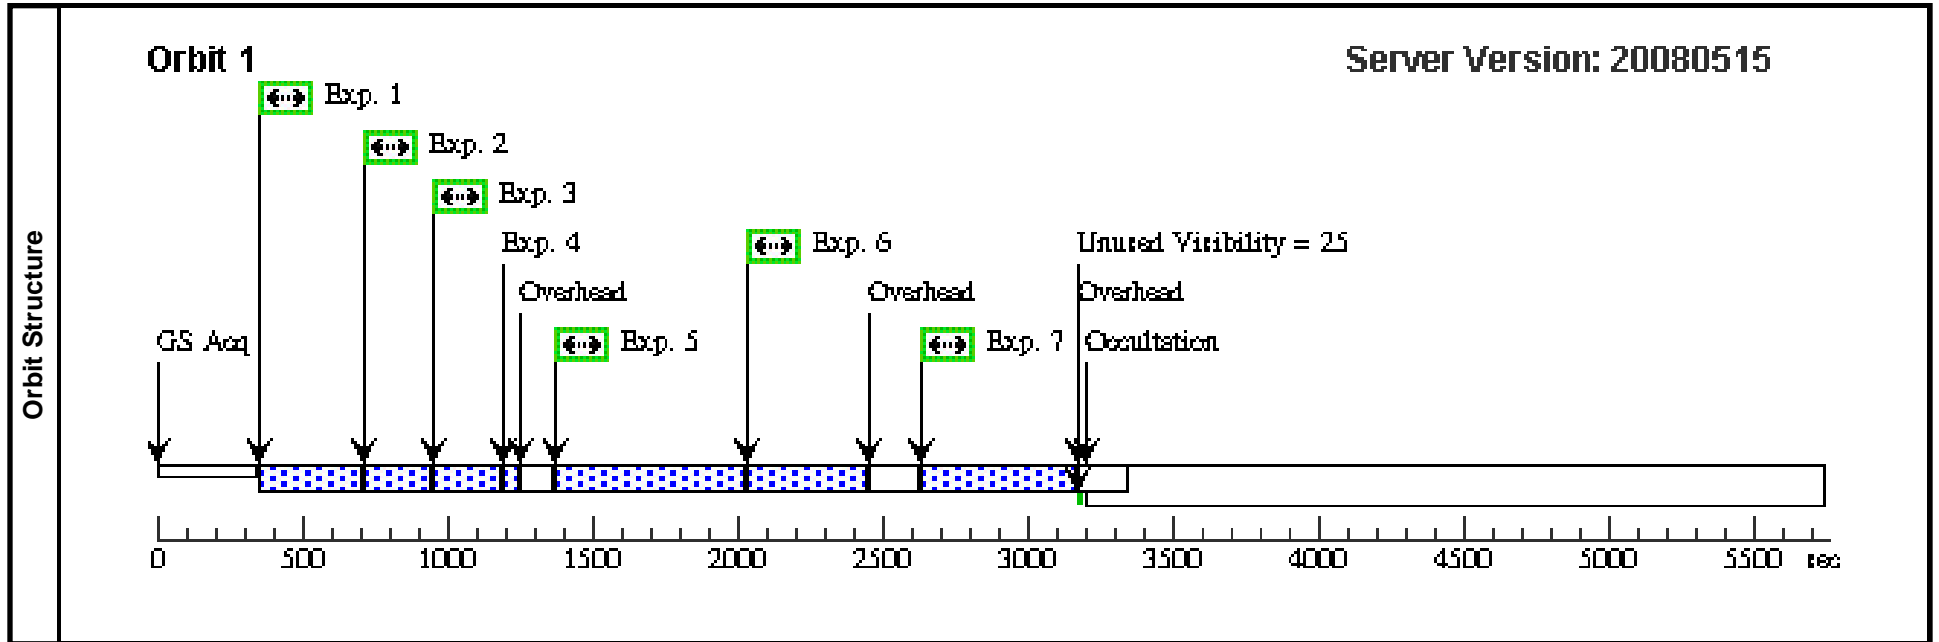 Orbit Structure
Orbit 1
Server Version: 20080515
Exp. 1
Exp. 2
Exp. 3
Exp. 4
Exp. 6
Unused Visibility = 25
Overhead
Overhead
Overhead
GS Acq
Exp. 5
Exp. 7
Occultation
0 500 1000 1500 2000 2500 3000 3500 4000 4500 5000 5500 sec